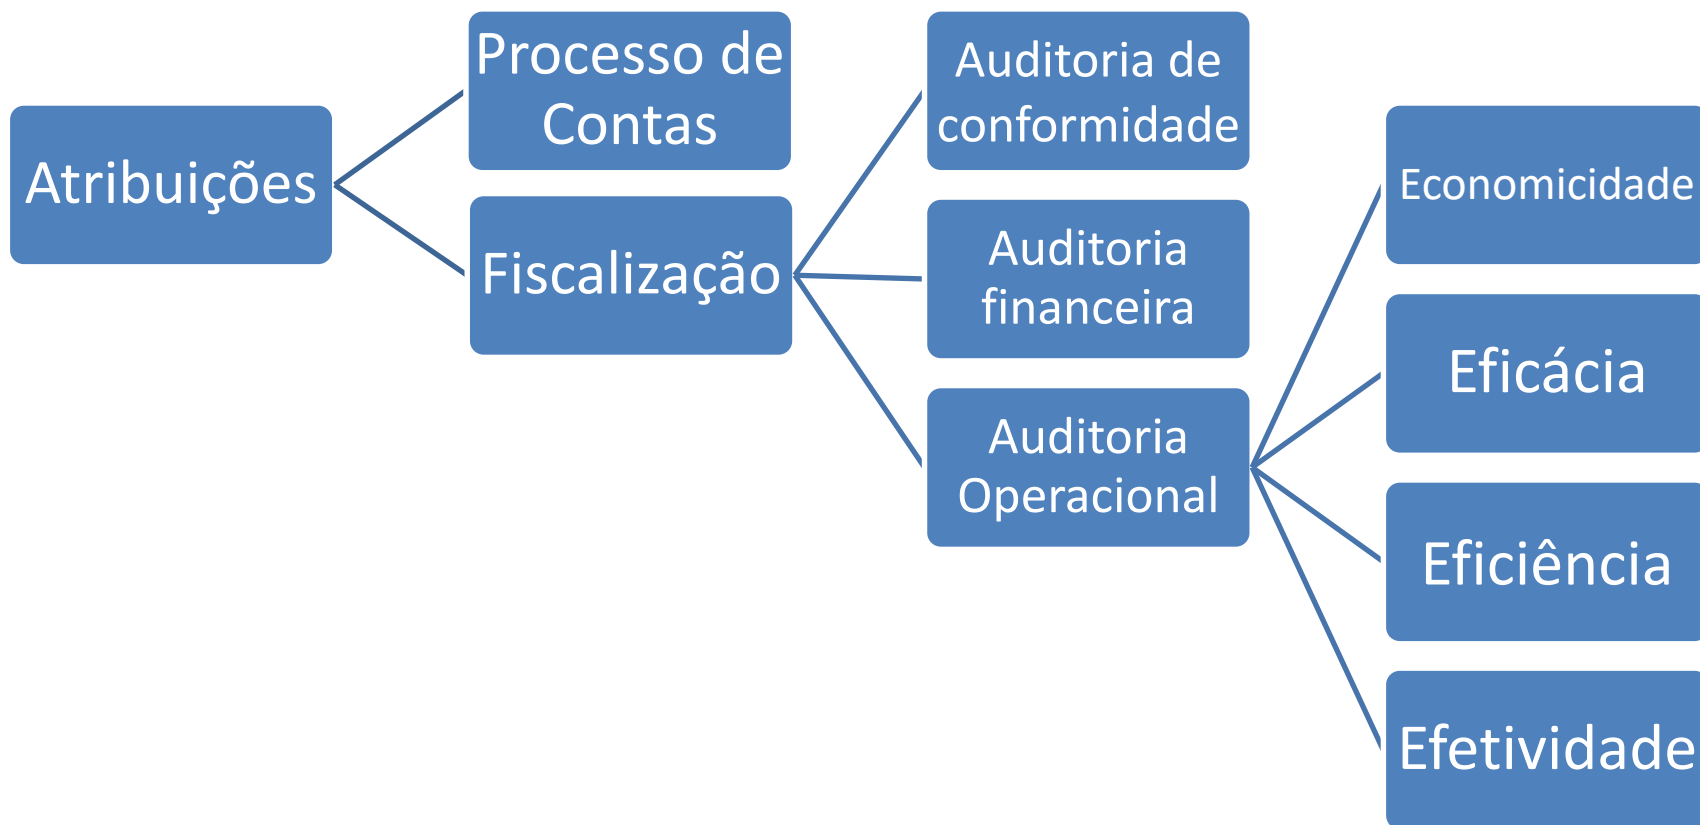 Atribuições
Processo de
Contas
Fiscalização
Auditoria de
conformidade
Auditoria
financeira
Auditoria
Operacional
Economicidade
Eficácia
Eficiência
Efetividade